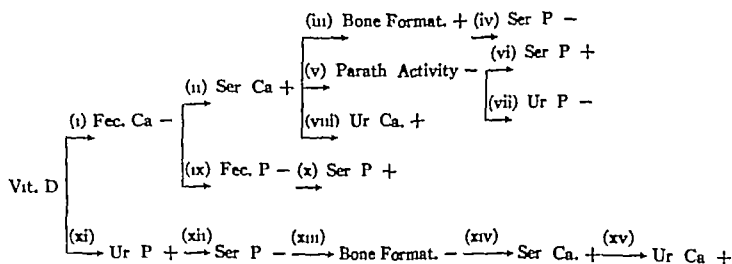 (iii) Bone Format. + (iv) Ser P -
(vi) Ser P +
(v) Parath Activity -
(ii) Ser Ca +
(vii) Ur P -
(i) Fec. Ca -
(viii) Ur Ca. +
(ix) Fec. P - (x) Ser P +
Vit. D
(xi) Ur P + (xii) Ser P - (xiii) Bone Format. - (xiv) Ser Ca. + (xv) Ur Ca +